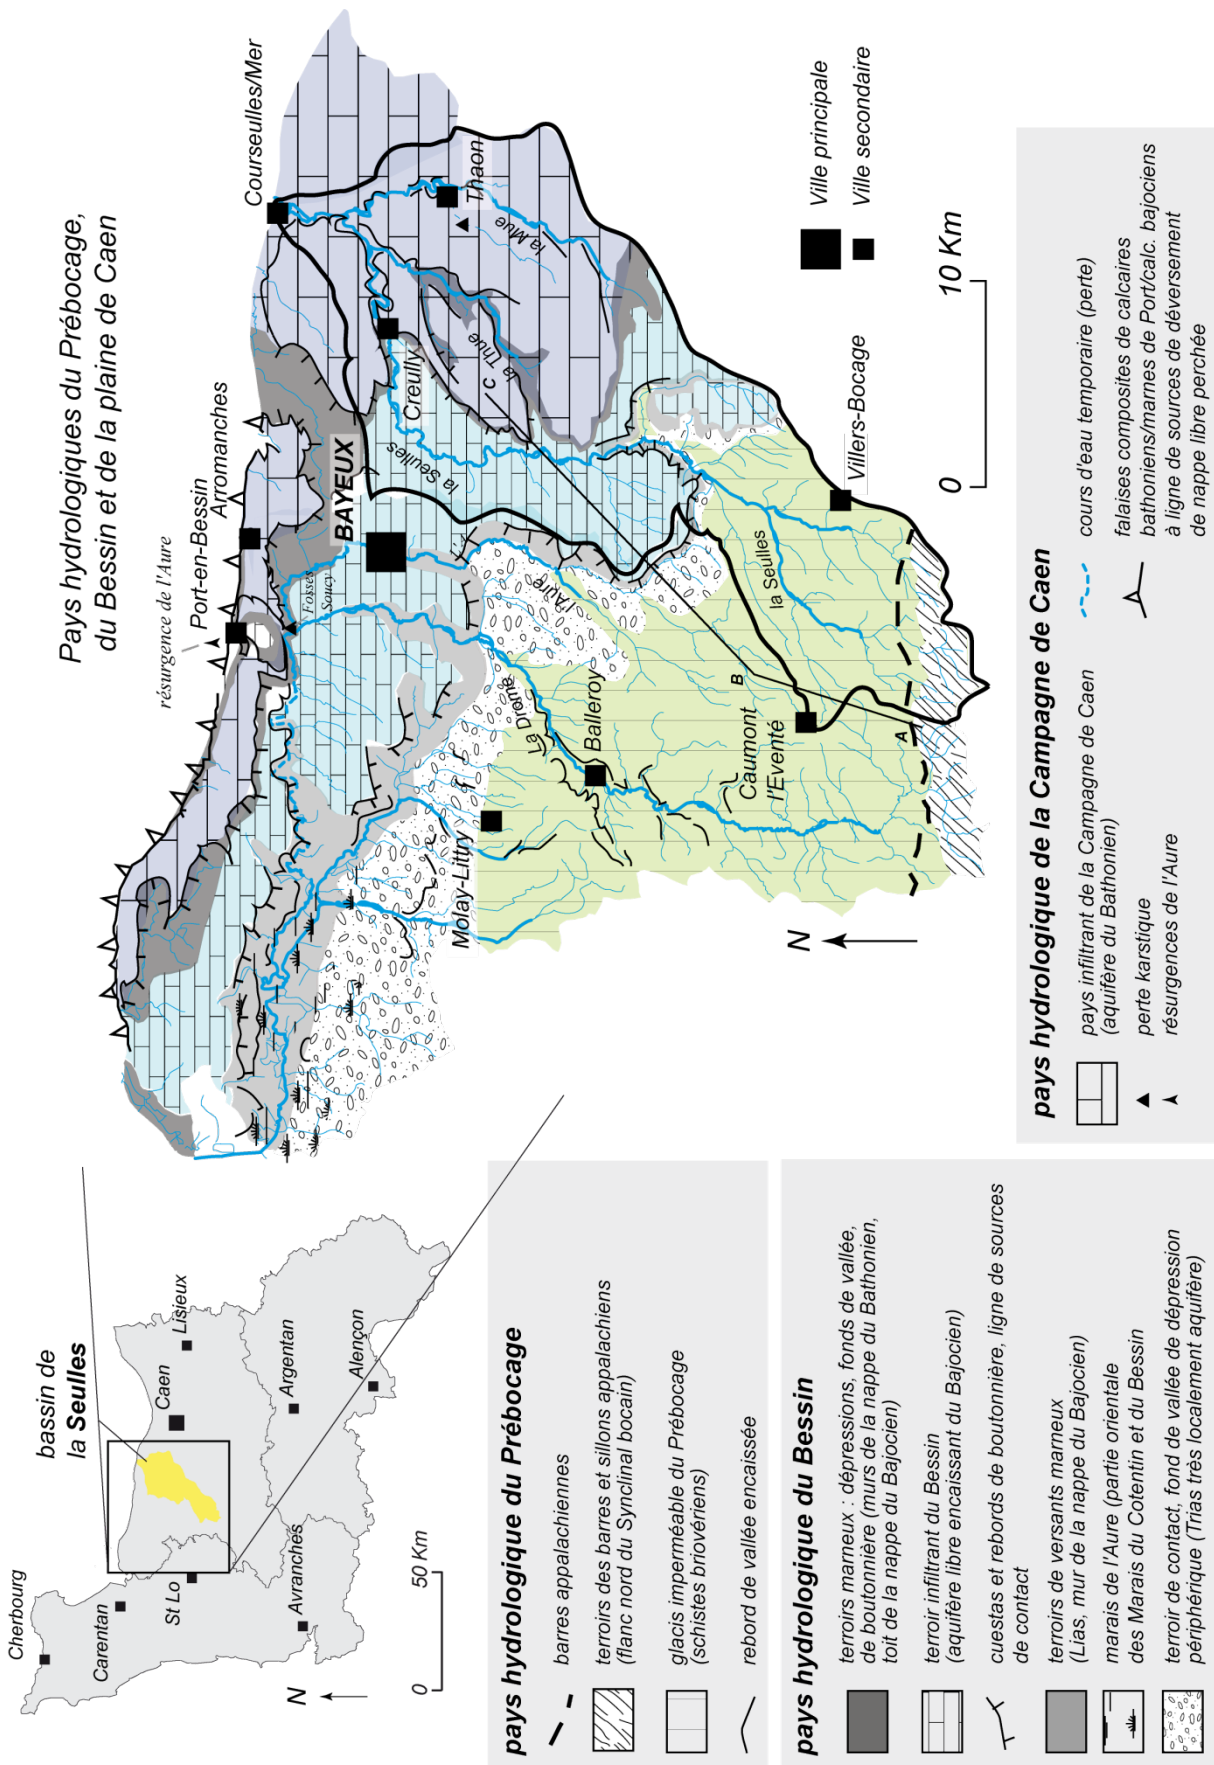 Pays hydrologiques du Prébocage,
du Bessin et de la plaine de Caen
bassin de
la Seulles
Cherbourg
Carentan
St Lo
Caen
Lisieux
Argentan
Avranches
Alençon
N
0
50 Km
résurgence de l'Aure
Port-en-Bessin
Arromanches
Courseulles/Mer
BAYEUX
Fosses
Soucy
Creully
Thaon
la Mue
la Thue
C
la Seulles
l'Aure
La Drome
Molay-Littry
Balleroy
Caumont
l'Eventé
B
A
la Seulles
Villers-Bocage
N
Ville principale
Ville secondaire
0
10 Km
pays hydrologique du Prébocage
barres appalachiennes
terroirs des barres et sillons appalachiens
(flanc nord du Synclinal bocain)
glacis imperméable du Prébocage
(schistes briovériens)
rebord de vallée encaissée
pays hydrologique du Bessin
terroirs marneux : dépressions, fonds de vallée,
de boutonnière (murs de la nappe du Bathonien,
toit de la nappe du Bajocien)
terroir infiltrant du Bessin
(aquifère libre encaissant du Bajocien)
cuestas et rebords de boutonnière, ligne de sources
de contact
terroirs de versants marneux
(Lias, mur de la nappe du Bajocien)
marais de l'Aure (partie orientale
des Marais du Cotentin et du Bessin
terroir de contact, fond de vallée de dépression
périphérique (Trias très localement aquifère)
pays hydrologique de la Campagne de Caen
pays infiltrant de la Campagne de Caen
(aquifère du Bathonien)
perte karstique
résurgences de l'Aure
cours d'eau temporaire (perte)
falaises composites de calcaires
bathoniens/marnes de Port/calc. bajociens
à ligne de sources de déversement
de nappe libre perchée